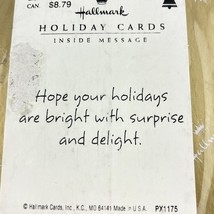 CAN. $8.79
Hallmark
HOLIDAY CARDS
INSIDE MESSAGE
Hope your holidays
are bright with surprise
and delight.
© Hallmark Cards, Inc., K.C., MO 64141 Made in U.S.A. PX1175